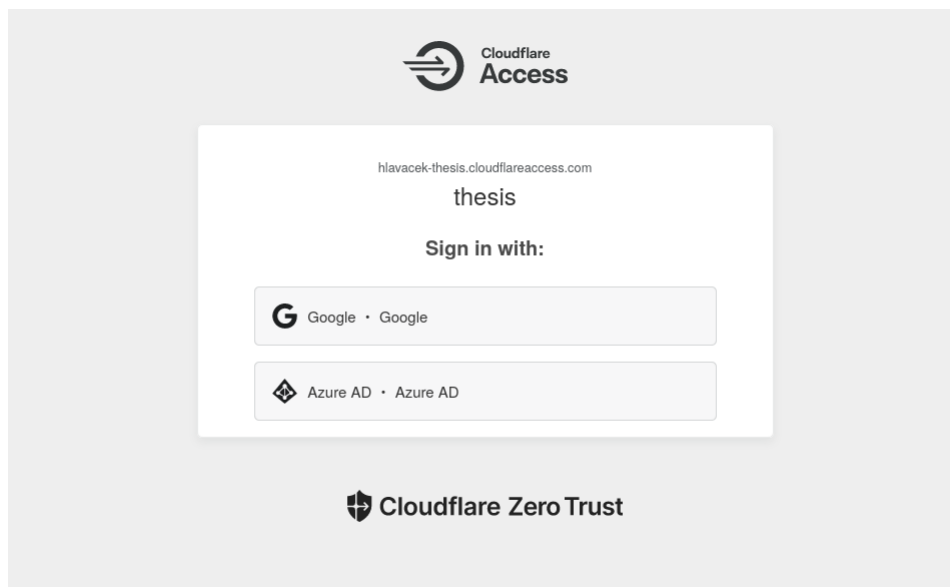 Cloudflare
Access
hlavacek-thesis.cloudflareaccess.com
thesis
Sign in with:
Google • Google
Azure AD • Azure AD
Cloudflare Zero Trust